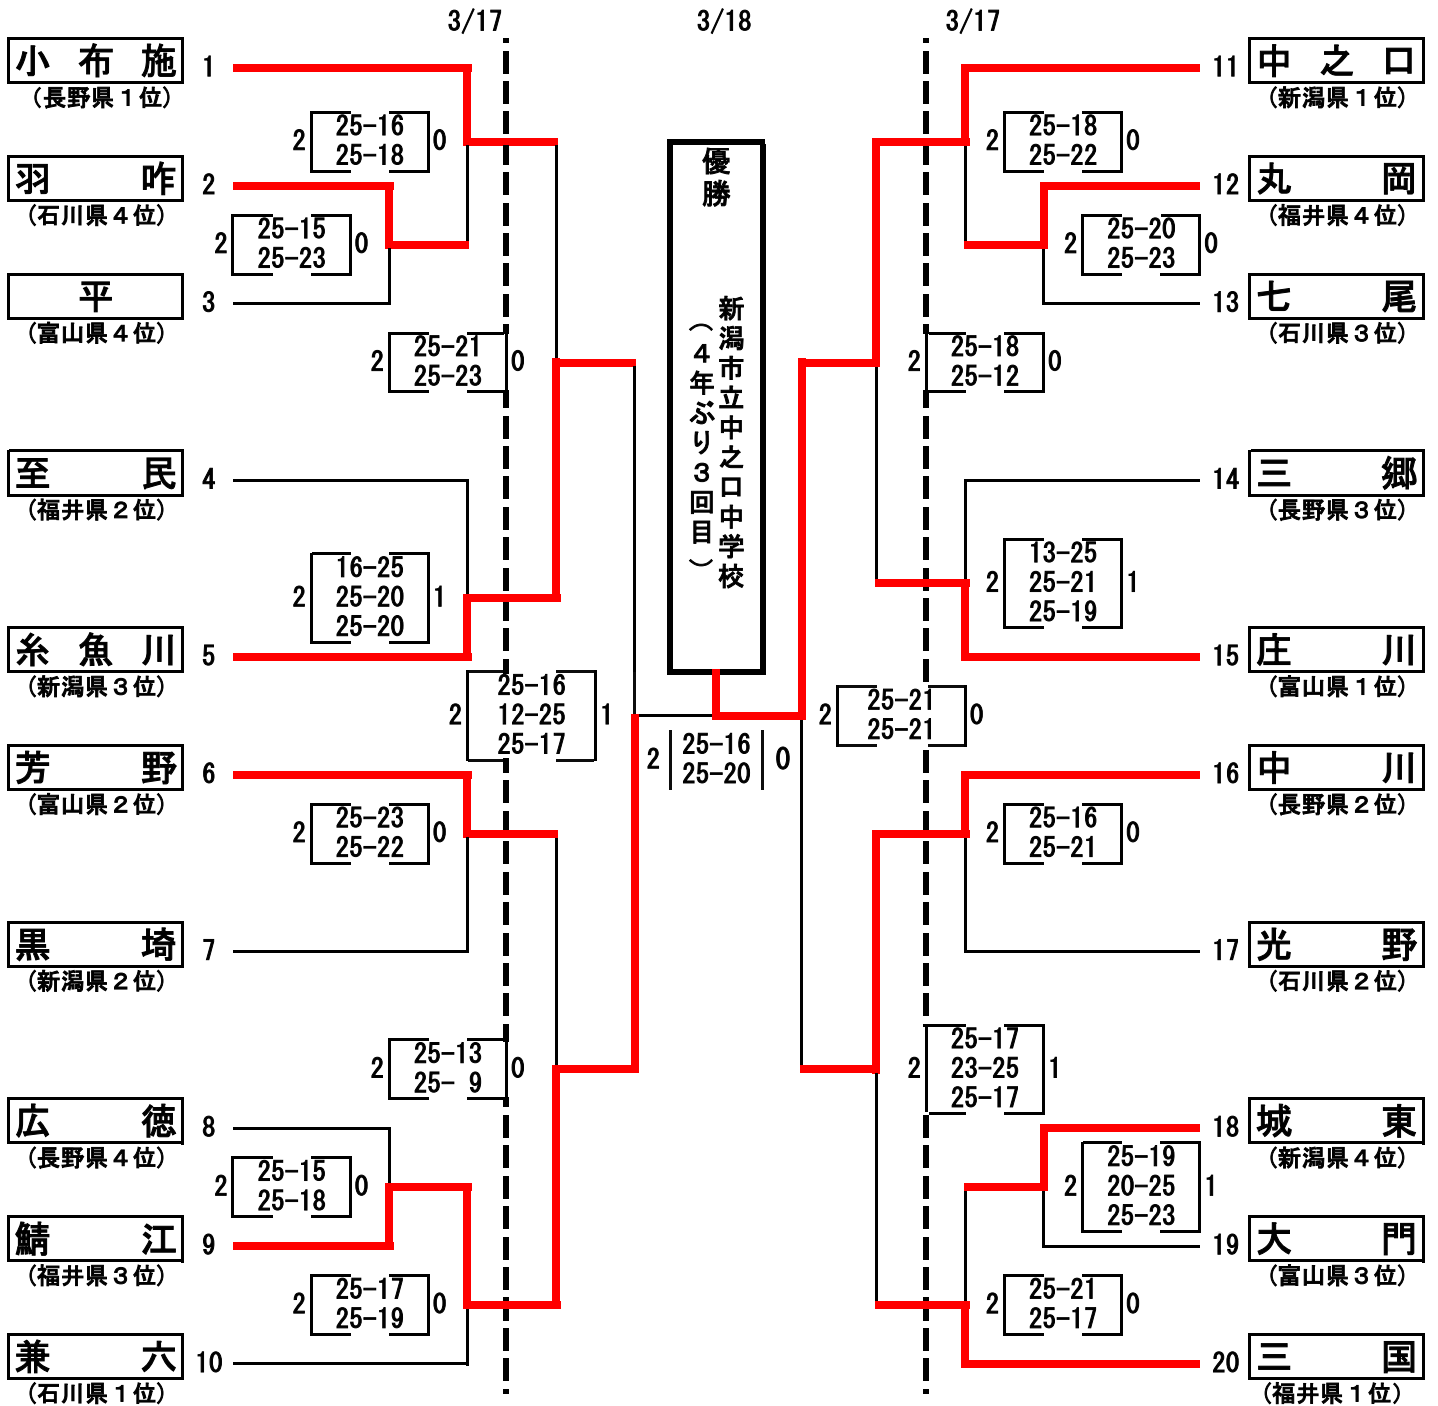 3/17
3/18
3/17
小布施 1
(長野県1位)
2 25-16 0
25-18
羽咋 2
(石川県4位)
2 25-15 0
25-23
平 3
(富山県4位)
2 25-21 0
25-23
至民 4
(福井県2位)
2 16-25 1
25-20
25-20
糸魚川 5
(新潟県3位)
2 25-16 1
12-25
25-17
芳野 6
(富山県2位)
2 25-23 0
25-22
黒埼 7
(新潟県2位)
2 25-13 0
25- 9
広徳 8
(長野県4位)
2 25-15 0
25-18
鯖江 9
(福井県3位)
2 25-17 0
25-19
兼六 10
(石川県1位)
優勝
新潟市立中之口中学校
(4年ぶり3回目)
2 25-16 0
25-20
11 中之口
(新潟県1位)
2 25-18 0
25-22
12 丸岡
(福井県4位)
2 25-20 0
25-23
13 七尾
(石川県3位)
2 25-18 0
25-12
14 三郷
(長野県3位)
2 13-25 1
25-21
25-19
15 庄川
(富山県1位)
2 25-21 0
25-21
16 中川
(長野県2位)
2 25-16 0
25-21
17 光野
(石川県2位)
2 25-17 1
23-25
25-17
18 城東
(新潟県4位)
2 25-19 1
20-25
25-23
19 大門
(富山県3位)
2 25-21 0
25-17
20 三国
(福井県1位)